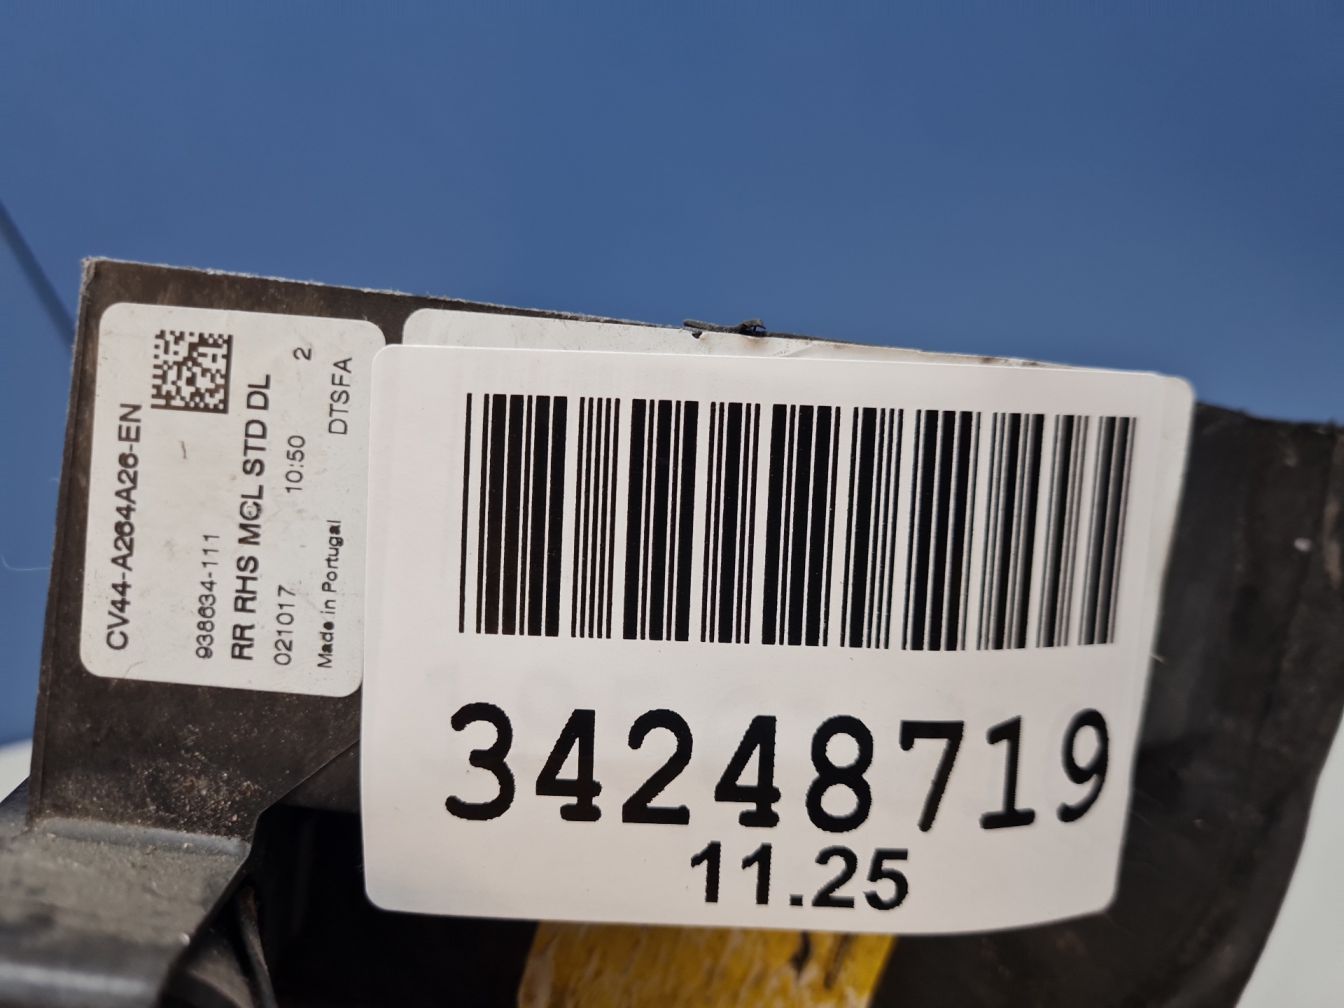 CV44-A264A26-EN
938634-111
RR RHS MCL STD DL
021017 10:50 2
Made in Portugal DTSFA
34248719
11.25